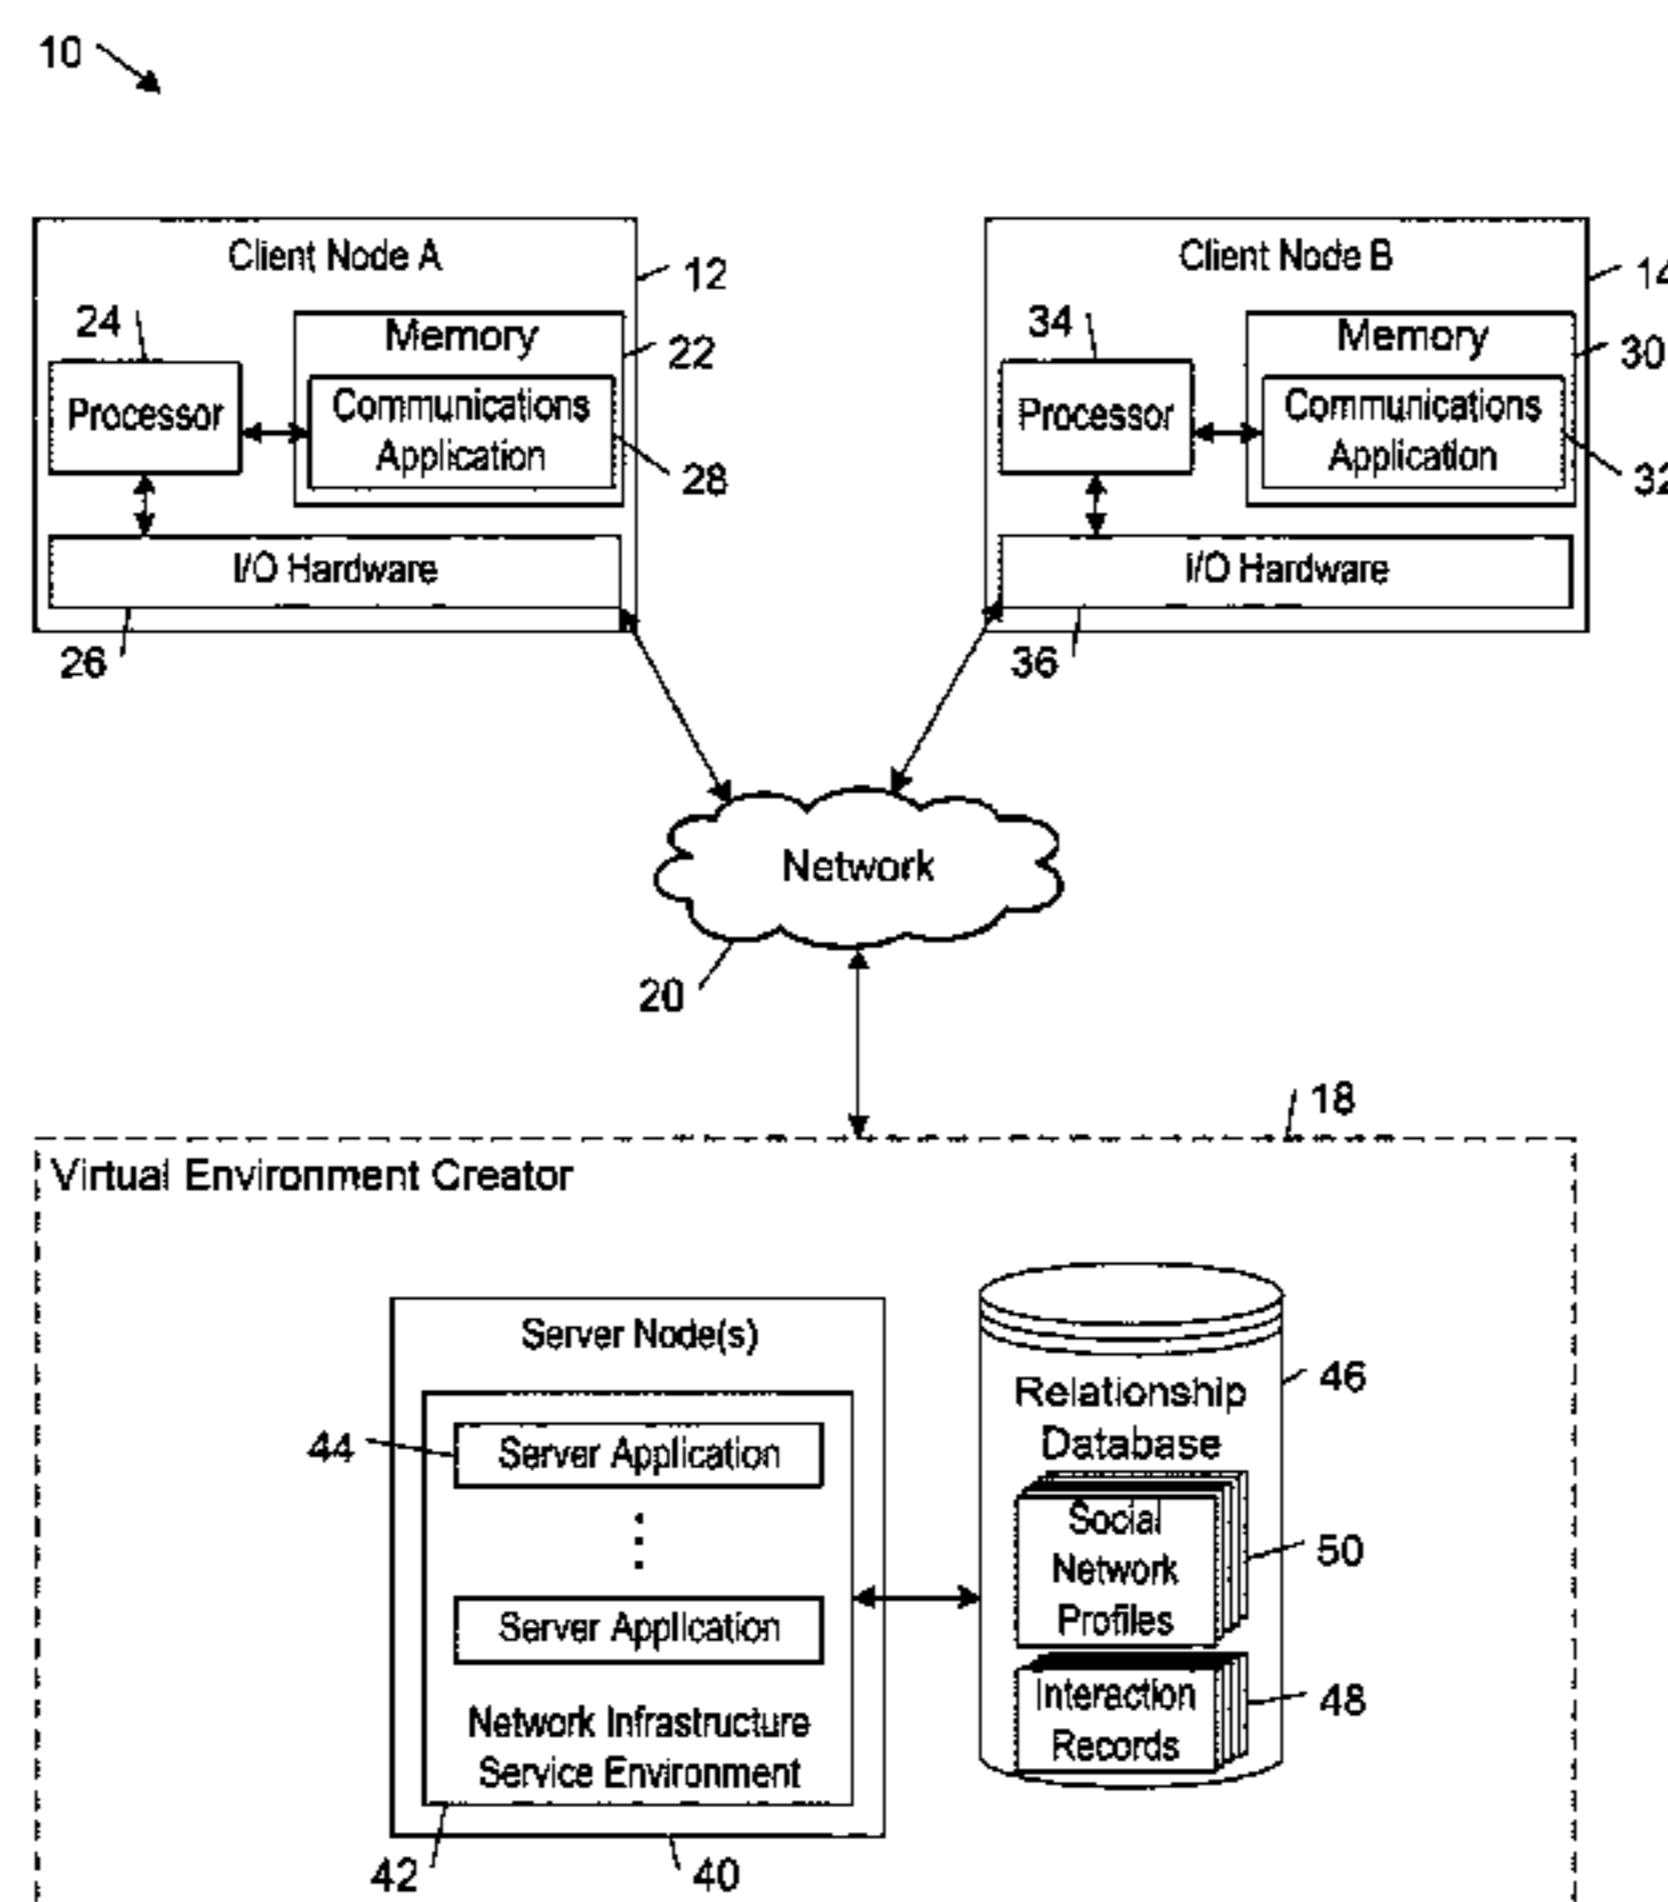 10
Client Node A
12
24
Memory
22
Processor
Communications
Application
28
I/O Hardware
26
Client Node B
14
34
Memory
30
Processor
Communications
Application
32
I/O Hardware
36
Network
20
18
Virtual Environment Creator
Server Node(s)
44
Server Application
Server Application
Network Infrastructure
Service Environment
42
40
Relationship
Database
46
Social
Network
Profiles
50
Interaction
Records
48